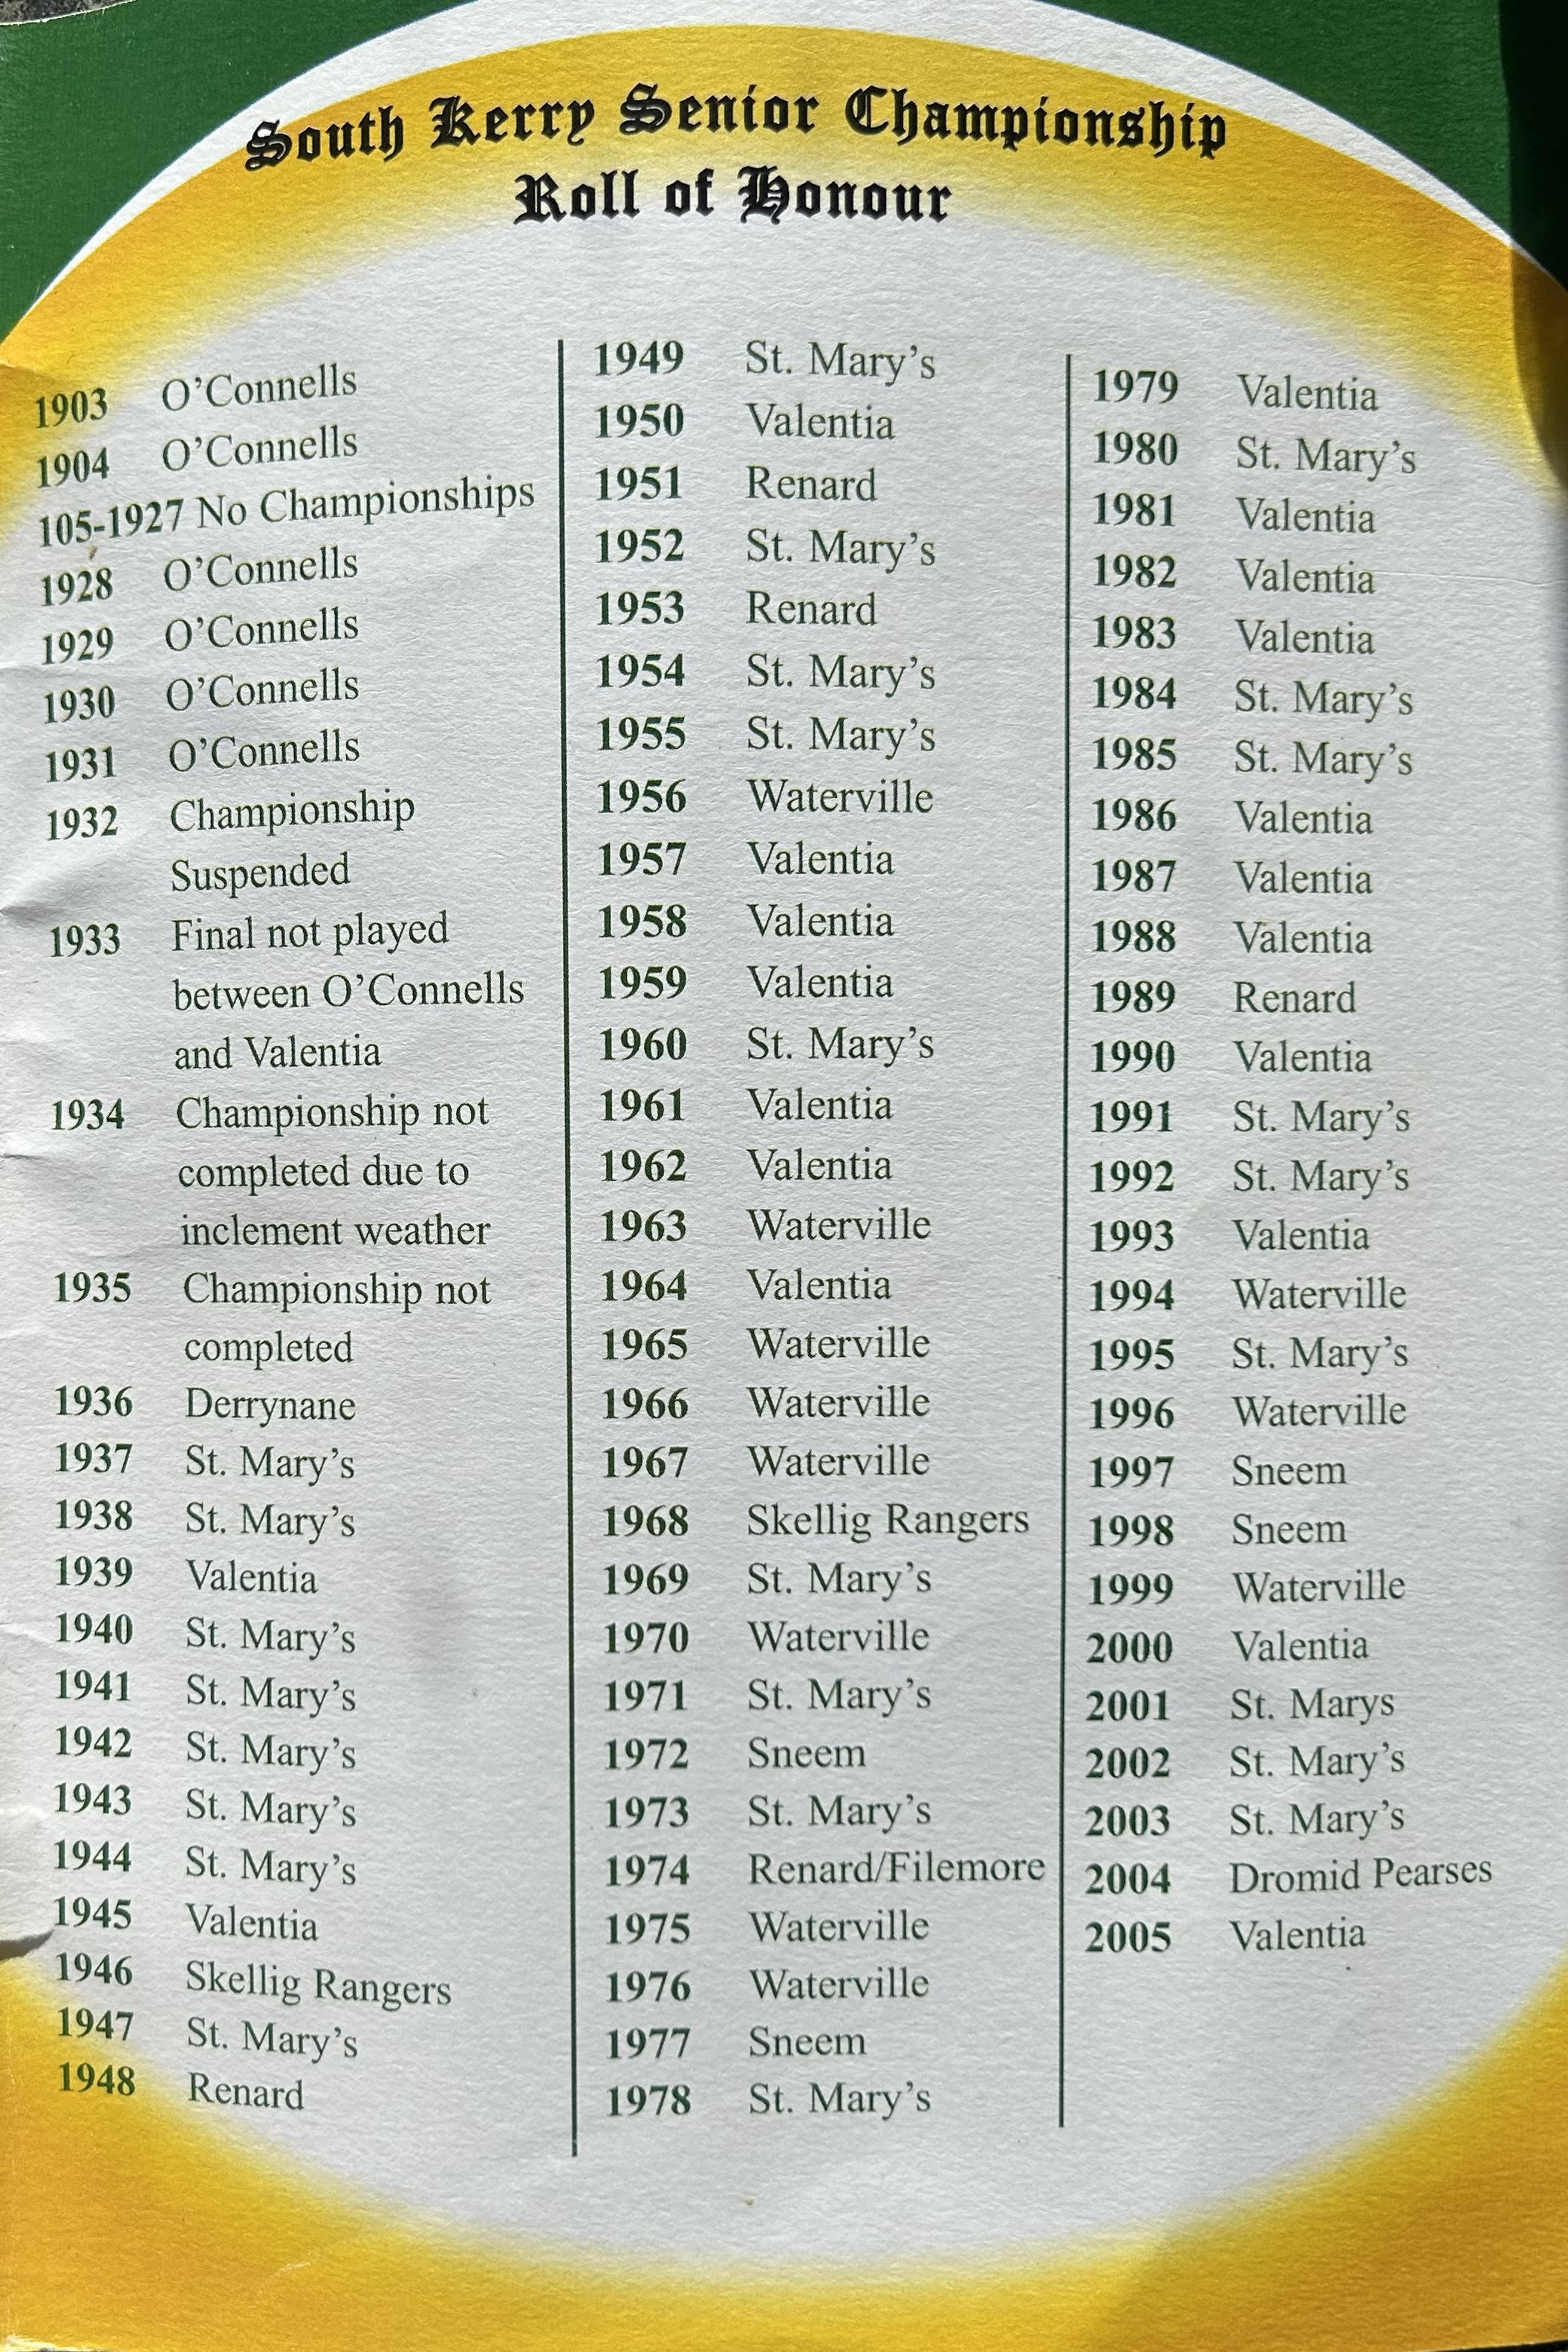 South Kerry Senior Championship
Roll of Honour
1903 O'Connells
1904 O'Connells
105-1927 No Championships
1928 O'Connells
1929 O'Connells
1930 O'Connells
1931 O'Connells
1932 Championship
Suspended
1933 Final not played
between O'Connells
and Valentia
1934 Championship not
completed due to
inclement weather
1935 Championship not
completed
1936 Derrynane
1937 St. Mary's
1938 St. Mary's
1939 Valentia
1940 St. Mary's
1941 St. Mary's
1942 St. Mary's
1943 St. Mary's
1944 St. Mary's
1945 Valentia
1946 Skellig Rangers
1947 St. Mary's
1948 Renard
1949 St. Mary's
1950 Valentia
1951 Renard
1952 St. Mary's
1953 Renard
1954 St. Mary's
1955 St. Mary's
1956 Waterville
1957 Valentia
1958 Valentia
1959 Valentia
1960 St. Mary's
1961 Valentia
1962 Valentia
1963 Waterville
1964 Valentia
1965 Waterville
1966 Waterville
1967 Waterville
1968 Skellig Rangers
1969 St. Mary's
1970 Waterville
1971 St. Mary's
1972 Sneem
1973 St. Mary's
1974 Renard/Filemore
1975 Waterville
1976 Waterville
1977 Sneem
1978 St. Mary's
1979 Valentia
1980 St. Mary's
1981 Valentia
1982 Valentia
1983 Valentia
1984 St. Mary's
1985 St. Mary's
1986 Valentia
1987 Valentia
1988 Valentia
1989 Renard
1990 Valentia
1991 St. Mary's
1992 St. Mary's
1993 Valentia
1994 Waterville
1995 St. Mary's
1996 Waterville
1997 Sneem
1998 Sneem
1999 Waterville
2000 Valentia
2001 St. Marys
2002 St. Mary's
2003 St. Mary's
2004 Dromid Pearses
2005 Valentia